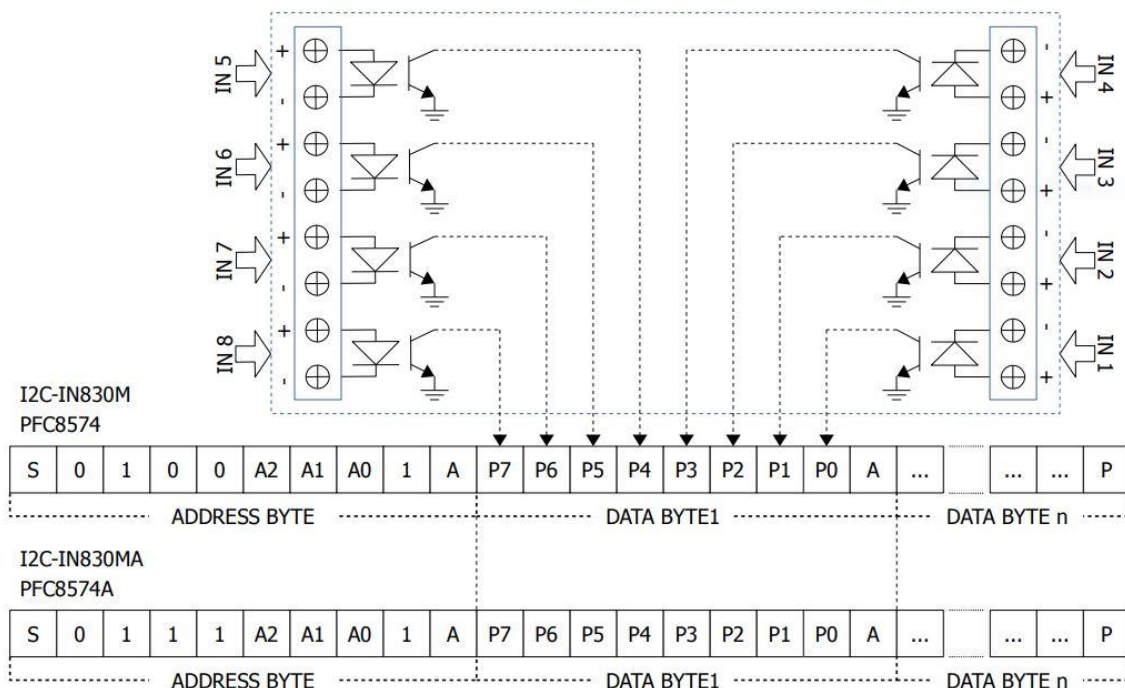 + -
IN 5 IN 4
- +
+ -
IN 6 IN 3
- +
+ -
IN 7 IN 2
- +
+ -
IN 8 IN 1
- +
I2C-IN830M
PFC8574
S 0 1 0 0 A2 A1 A0 1 A P7 P6 P5 P4 P3 P2 P1 P0 A ... ... ... P
ADDRESS BYTE DATA BYTE1 DATA BYTE n
I2C-IN830MA
PFC8574A
S 0 1 1 1 A2 A1 A0 1 A P7 P6 P5 P4 P3 P2 P1 P0 A ... ... ... P
ADDRESS BYTE DATA BYTE1 DATA BYTE n